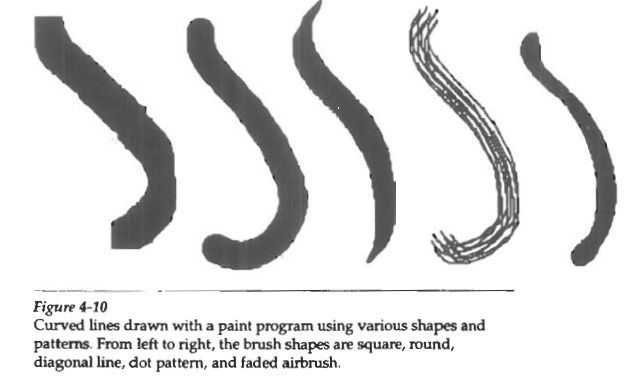 Figure 4-10
Curved lines drawn with a paint program using various shapes and
patterns. From left to right, the brush shapes are square, round,
diagonal line, dot pattern, and faded airbrush.